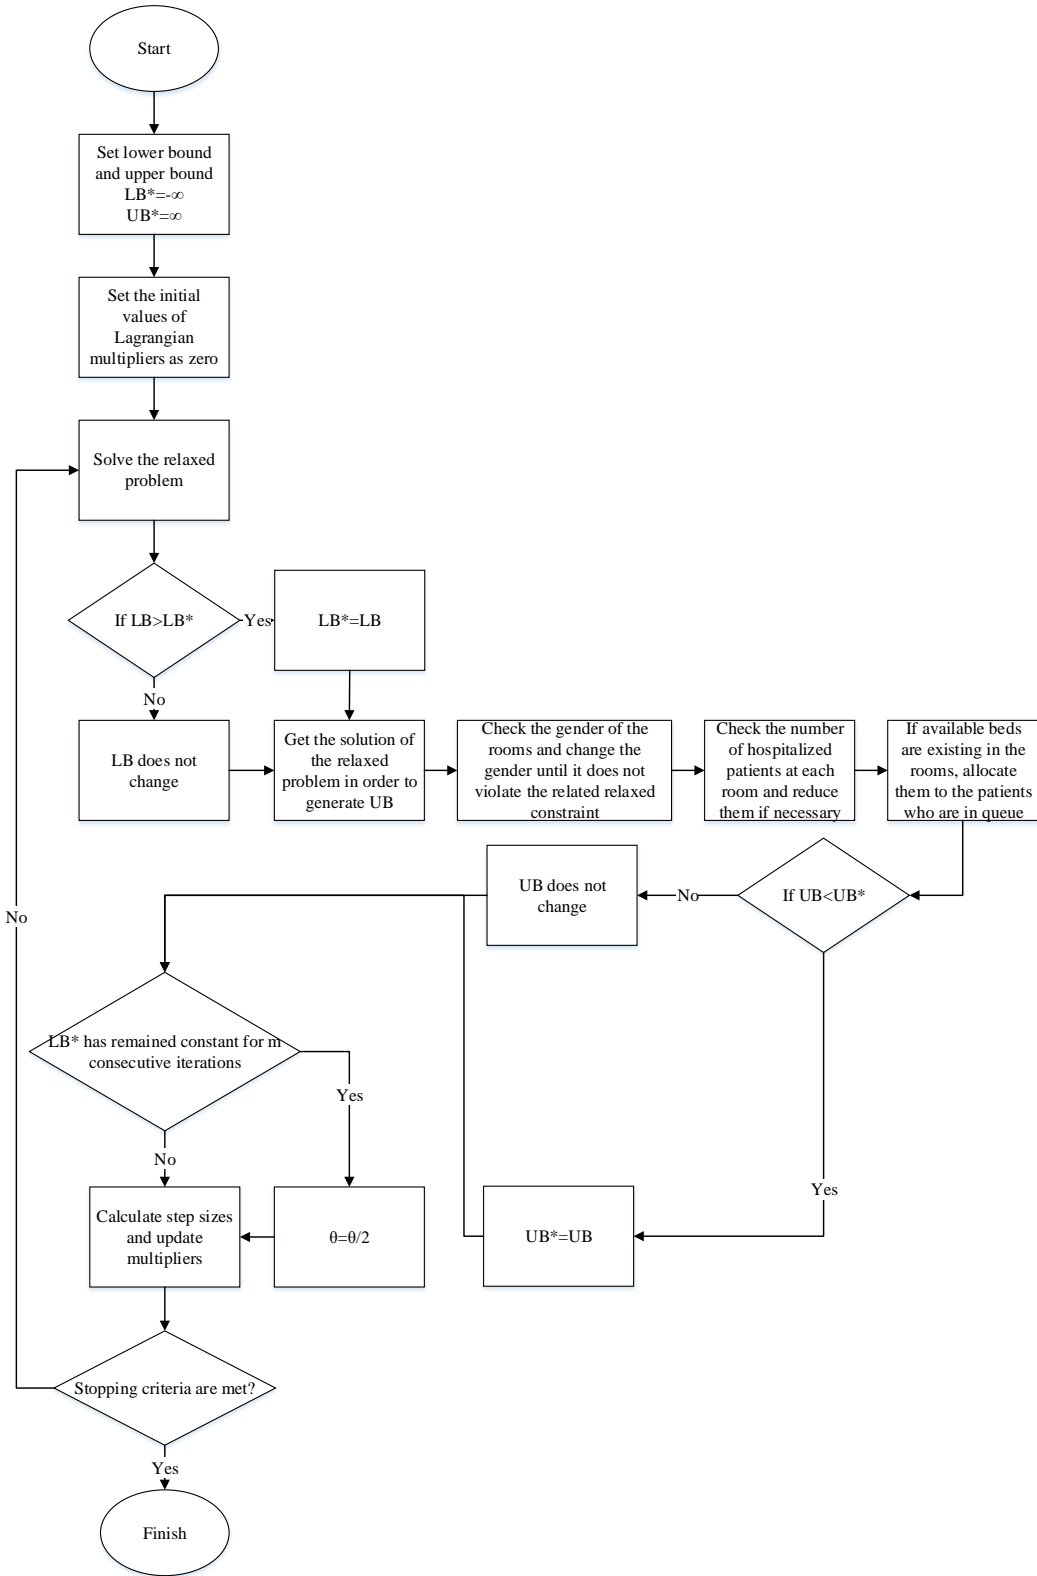 Start
Set lower bound
and upper bound
LB*=-∞
UB*=∞
Set the initial
values of
Lagrangian
multipliers as zero
Solve the relaxed
problem
If LB>LB*
Yes
LB*=LB
No
LB does not
change
Get the solution of
the relaxed
problem in order to
generate UB
Check the gender of the
rooms and change the
gender until it does not
violate the related relaxed
constraint
Check the number
of hospitalized
patients at each
room and reduce
them if necessary
If available beds
are existing in the
rooms, allocate
them to the patients
who are in queue
If UB<UB*
No
UB does not
change
Yes
UB*=UB
LB* has remained constant for m
consecutive iterations
Yes
θ=θ/2
No
Calculate step sizes
and update
multipliers
Stopping criteria are met?
No
Yes
Finish